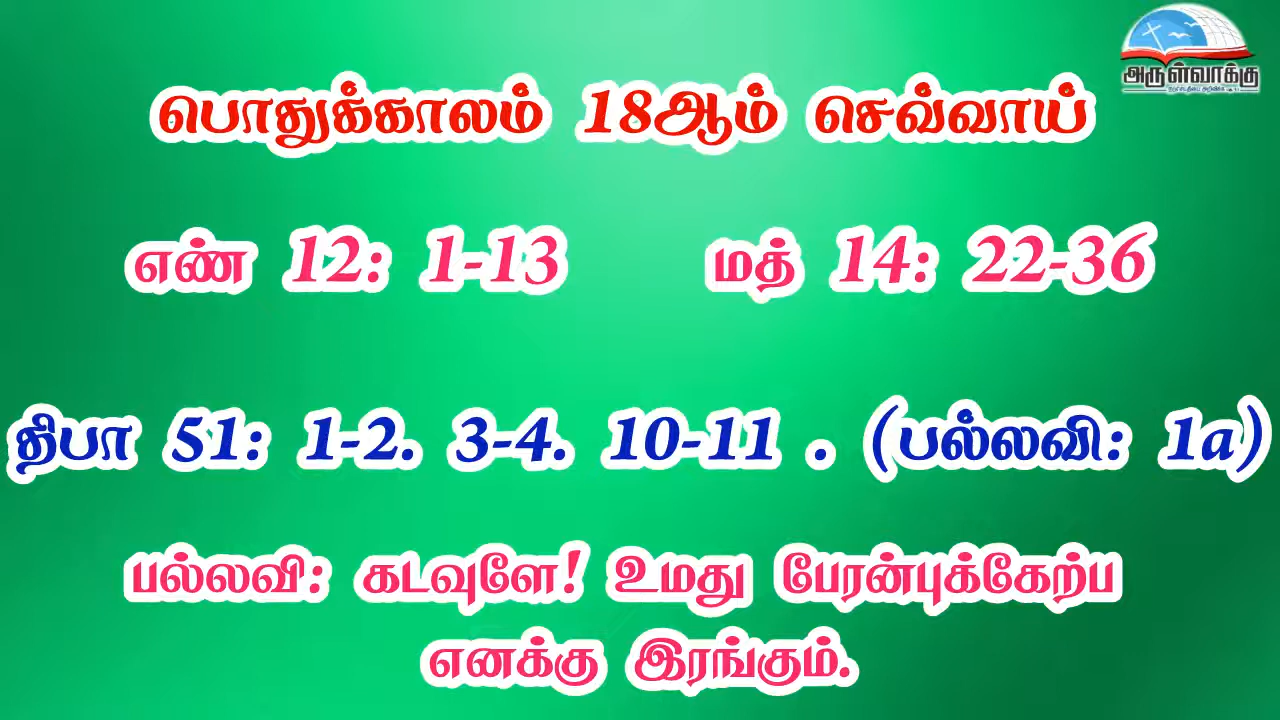 அருள்வாக்கு
பொதுக்காலம் 18ஆம் செவ்வாய்
எண் 12: 1-13 மத் 14: 22-36
திபா 51: 1-2. 3-4. 10-11 . (பல்லவி: 1a)
பல்லவி: கடவுளே! உமது பேரன்புக்கேற்ப
எனக்கு இரங்கும்.